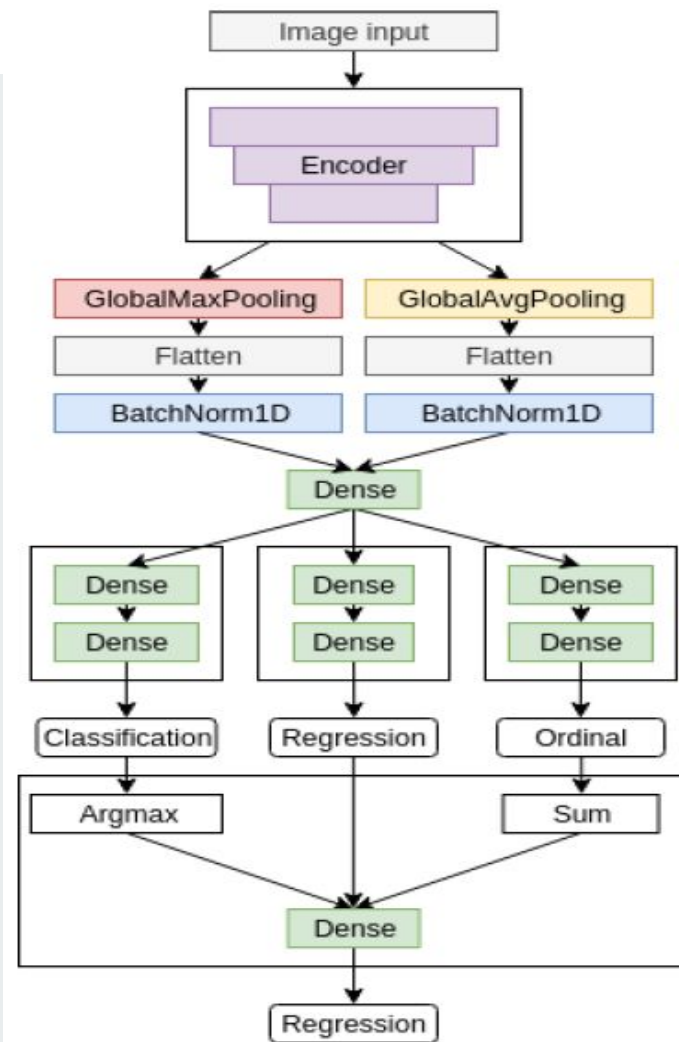 Image input
Encoder
GlobalMaxPooling
GlobalAvgPooling
Flatten
Flatten
BatchNorm1D
BatchNorm1D
Dense
Dense
Dense
Dense
Dense
Dense
Dense
Classification
Regression
Ordinal
Argmax
Sum
Dense
Regression